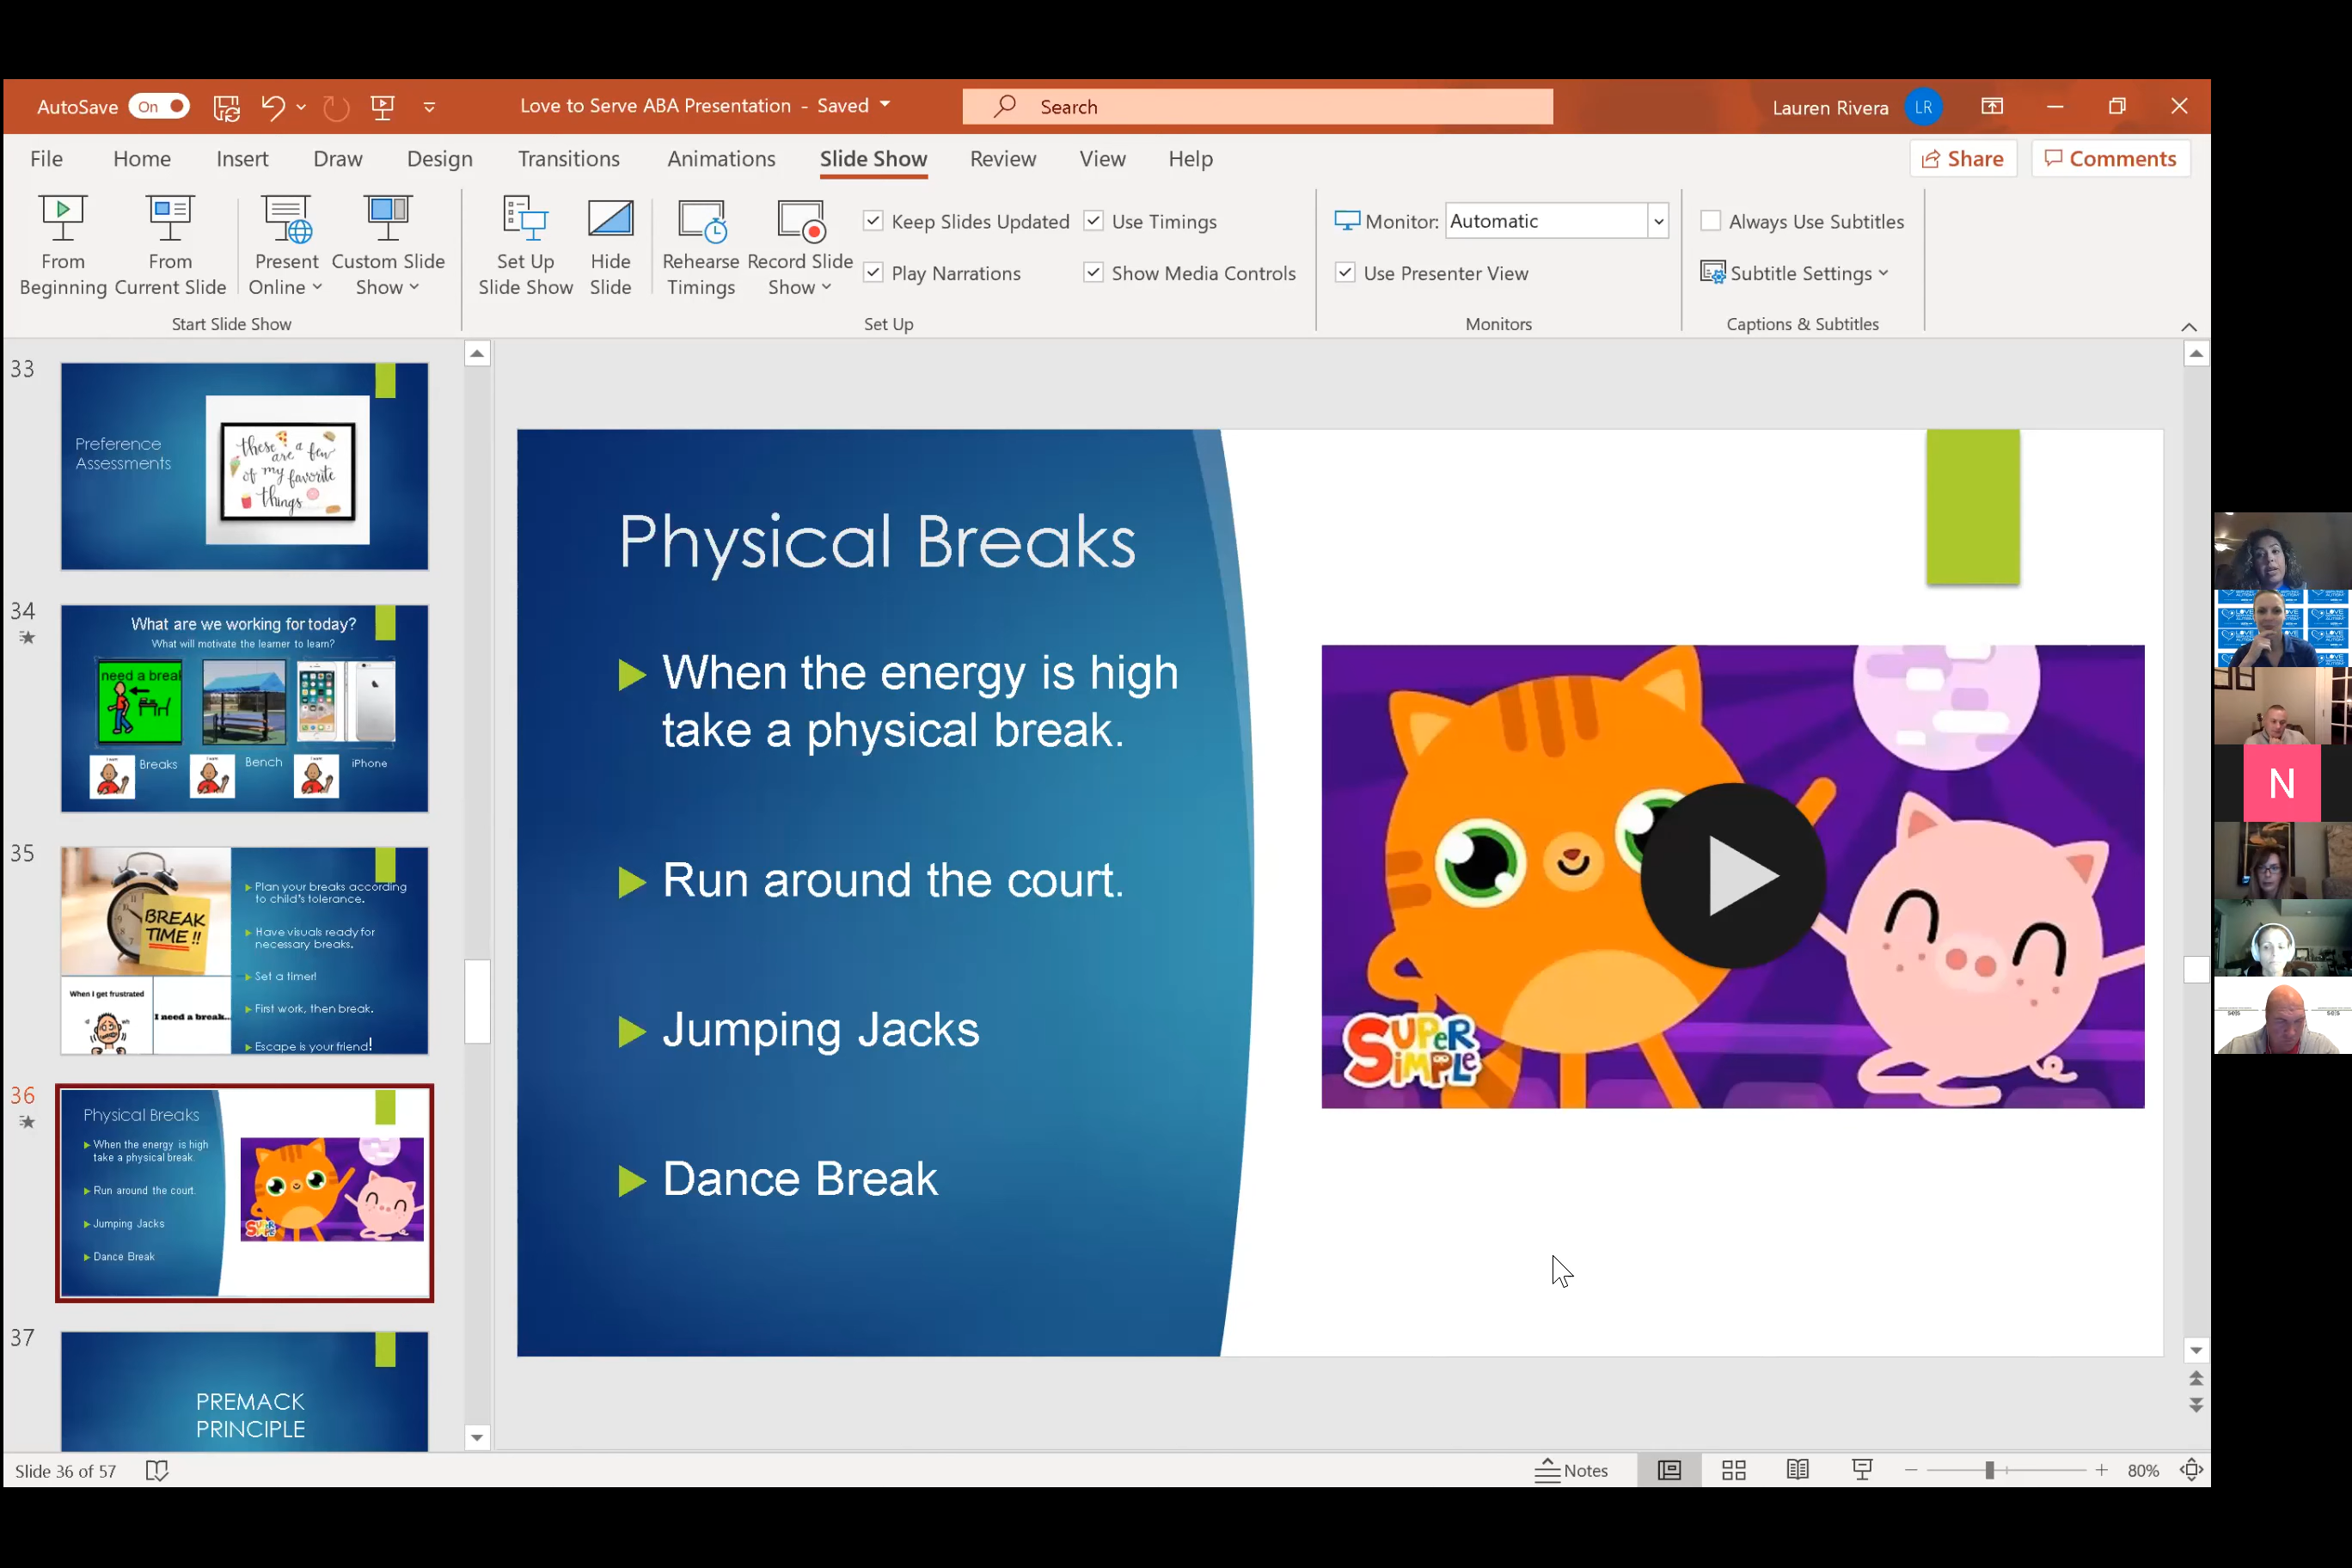 AutoSave On
Love to Serve ABA Presentation - Saved
Search
Lauren Rivera LR
File Home Insert Draw Design Transitions Animations Slide Show Review View Help
Share Comments
From Beginning
From Current Slide
Present Online
Custom Slide Show
Start Slide Show
Set Up Slide Show
Hide Slide
Rehearse Timings
Record Slide Show
Keep Slides Updated
Play Narrations
Use Timings
Show Media Controls
Set Up
Monitor: Automatic
Use Presenter View
Monitors
Always Use Subtitles
Subtitle Settings
Captions & Subtitles
33
Preference
Assessments
these are a few
of my favorite
things
34
What are we working for today?
What will motivate the learner to learn?
need a brea
Breaks
Bench
iPhone
35
BREAK
TIME!!
When I get frustrated
I need a break...
Plan your breaks according
to child's tolerance.
Have visuals ready for
necessary breaks.
Set a timer!
First work, then break.
Escape is your friend!
36
Physical Breaks
When the energy is high
take a physical break.
Run around the court.
Jumping Jacks
Dance Break
SUPER
37
PREMACK
PRINCIPLE
Physical Breaks
When the energy is high
take a physical break.
Run around the court.
Jumping Jacks
Dance Break
SUPER
SIMPLE
N
Slide 36 of 57
Notes
80%